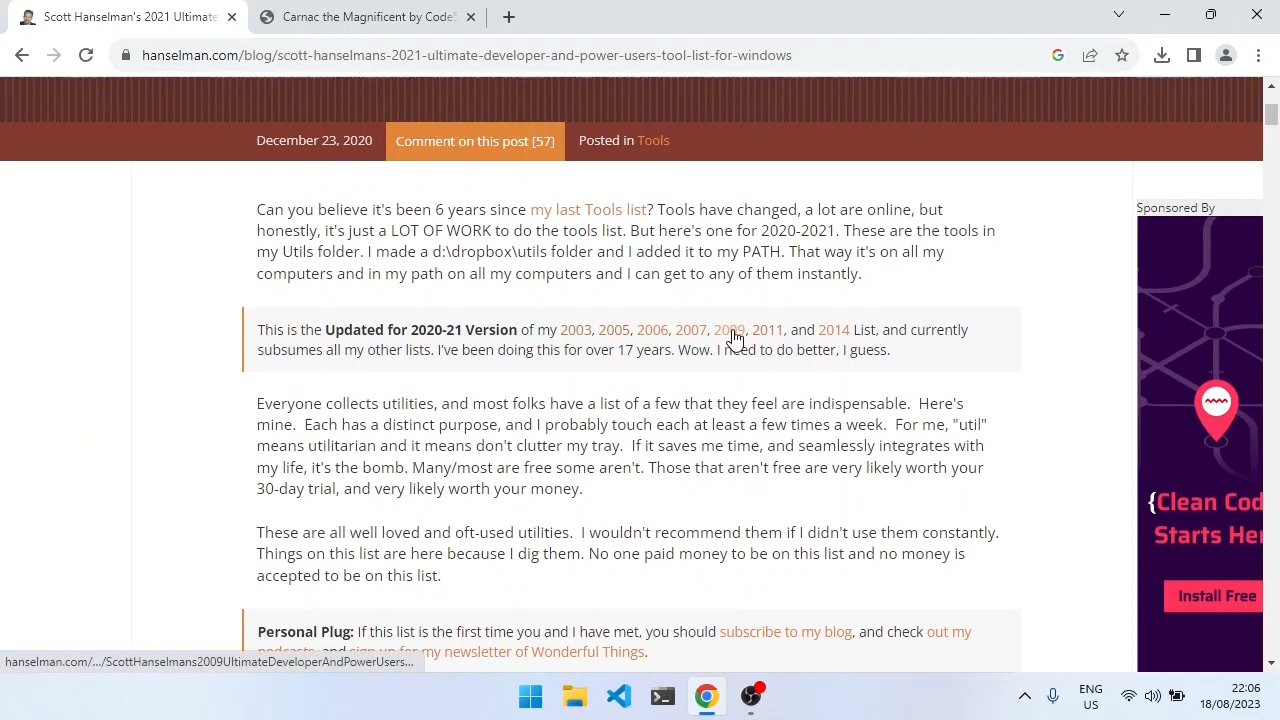 Scott Hanselman's 2021 Ultimate
Carnac the Magnificent by Code
hanselman.com/blog/scott-hanselmans-2021-ultimate-developer-and-power-users-tool-list-for-windows
December 23, 2020
Comment on this post [57]
Posted in Tools
Can you believe it's been 6 years since my last Tools list? Tools have changed, a lot are online, but
honestly, it's just a LOT OF WORK to do the tools list. But here's one for 2020-2021. These are the tools in
my Utils folder. I made a d:\dropbox\utils folder and I added it to my PATH. That way it's on all my
computers and in my path on all my computers and I can get to any of them instantly.
Sponsored By
This is the Updated for 2020-21 Version of my 2003, 2005, 2006, 2007, 2009, 2011, and 2014 List, and currently
subsumes all my other lists. I've been doing this for over 17 years. Wow. I need to do better, I guess.
Everyone collects utilities, and most folks have a list of a few that they feel are indispensable. Here's
mine. Each has a distinct purpose, and I probably touch each at least a few times a week. For me, "util"
means utilitarian and it means don't clutter my tray. If it saves me time, and seamlessly integrates with
my life, it's the bomb. Many/most are free some aren't. Those that aren't free are very likely worth your
30-day trial, and very likely worth your money.
These are all well loved and oft-used utilities. I wouldn't recommend them if I didn't use them constantly.
Things on this list are here because I dig them. No one paid money to be on this list and no money is
accepted to be on this list.
{Clean Cod
Starts Her
Install Free
Personal Plug: If this list is the first time you and I have met, you should subscribe to my blog, and check out my
podcasts, and sign up for my newsletter of Wonderful Things.
hanselman.com/.../ScottHanselmans2009UltimateDeveloperAndPowerUsers...
ENG
US
22:06
18/08/2023